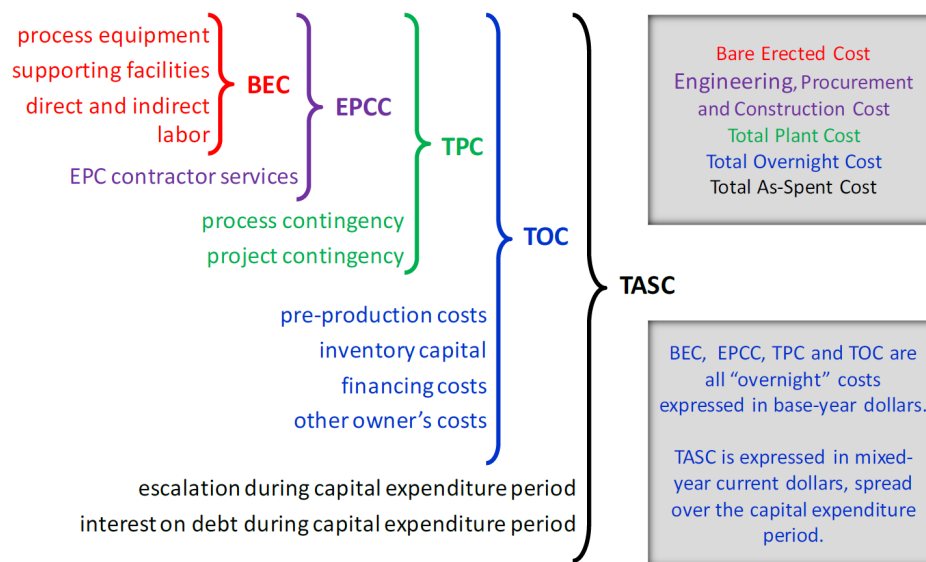 process equipment
supporting facilities
direct and indirect
labor
BEC
EPC contractor services
EPCC
process contingency
project contingency
TPC
pre-production costs
inventory capital
financing costs
other owner's costs
TOC
escalation during capital expenditure period
interest on debt during capital expenditure period
TASC
Bare Erected Cost
Engineering, Procurement
and Construction Cost
Total Plant Cost
Total Overnight Cost
Total As-Spent Cost
BEC, EPCC, TPC and TOC are
all “overnight” costs
expressed in base-year dollars.
TASC is expressed in mixed-
year current dollars, spread
over the capital expenditure
period.